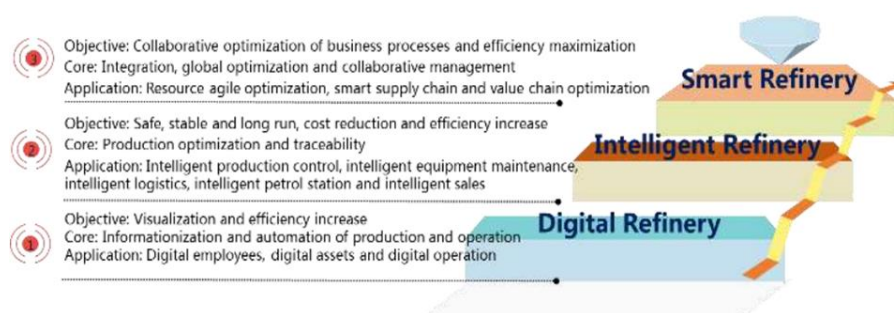 3
Objective: Collaborative optimization of business processes and efficiency maximization
Core: Integration, global optimization and collaborative management
Application: Resource agile optimization, smart supply chain and value chain optimization
Smart Refinery
2
Objective: Safe, stable and long run, cost reduction and efficiency increase
Core: Production optimization and traceability
Application: Intelligent production control, intelligent equipment maintenance,
intelligent logistics, intelligent petrol station and intelligent sales
Intelligent Refinery
1
Objective: Visualization and efficiency increase
Core: Informationization and automation of production and operation
Application: Digital employees, digital assets and digital operation
Digital Refinery